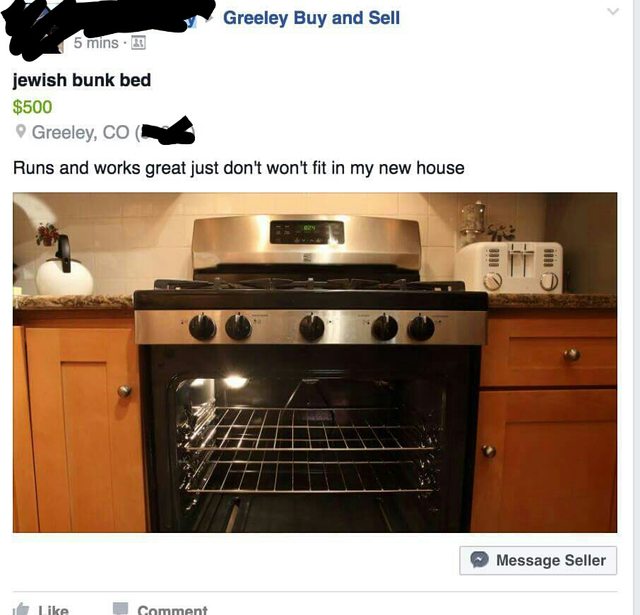 Greeley Buy and Sell
5 mins ·
jewish bunk bed
$500
Greeley, CO (
Runs and works great just don't won't fit in my new house
Message Seller
Like Comment